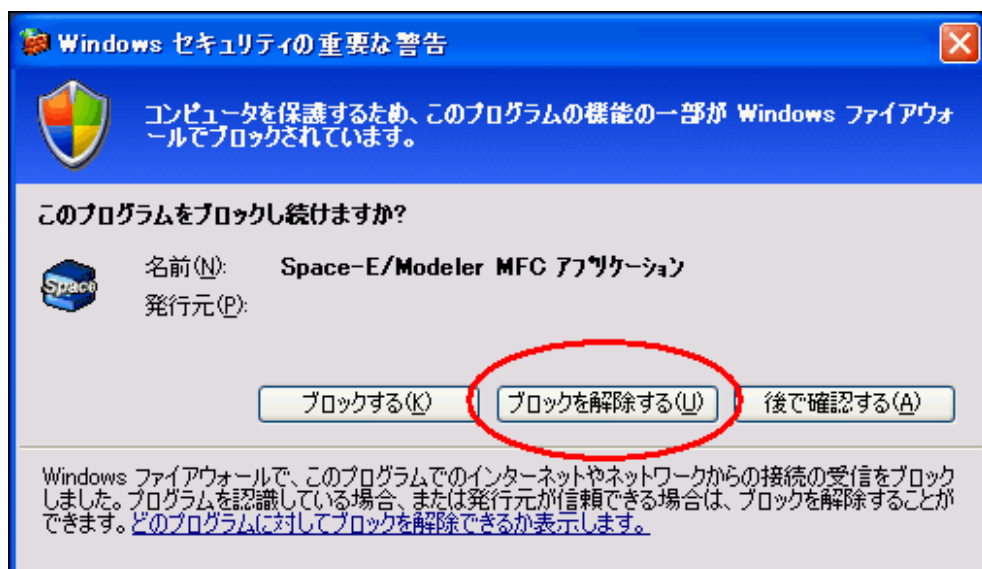 Windows セキュリティの重要な警告
コンピュータを保護するため、このプログラムの機能の一部が Windows ファイアウォ
ールでブロックされています。
このプログラムをブロックし続けますか?
Space
名前(N): Space-E/Modeler MFC アプリケーション
発行元(P):
ブロックする(K) ブロックを解除する(U) 後で確認する(A)
Windows ファイアウォールで、このプログラムでのインターネットやネットワークからの接続の受信をブロック
しました。プログラムを認識している場合、または発行元が信頼できる場合は、ブロックを解除することが
できます。どのプログラムに対してブロックを解除できるか表示します。